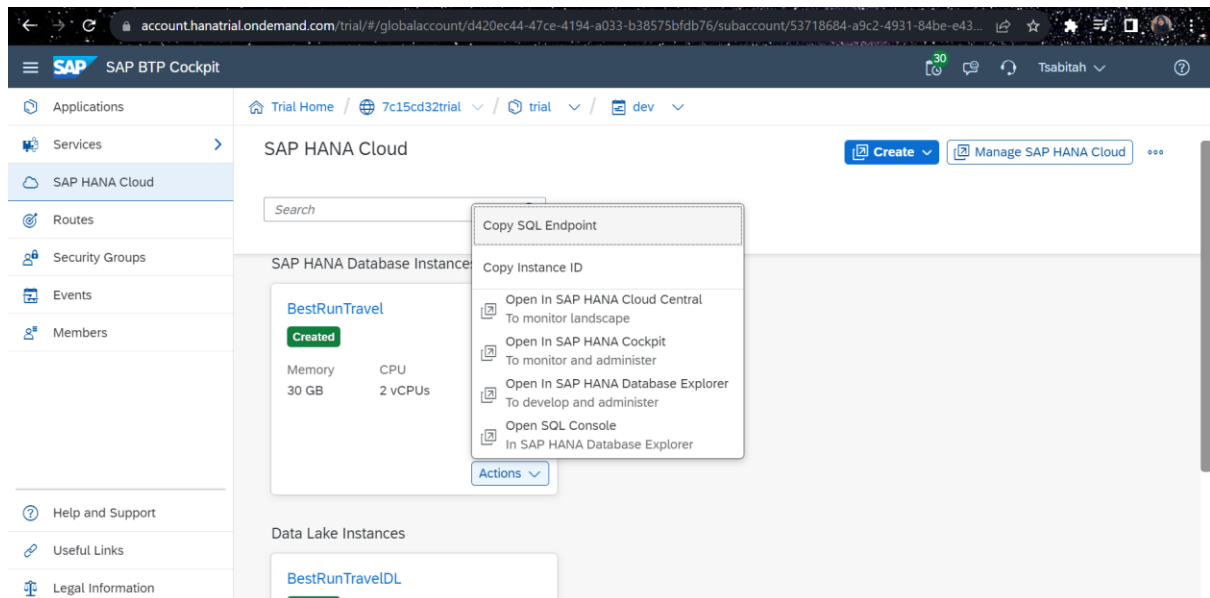 account.hanatrial.ondemand.com/trial/#/globalaccount/d420ec44-47ce-4194-a033-b38575bfdb76/subaccount/53718684-a9c2-4931-84be-e43...
SAP SAP BTP Cockpit 30 Tsabitah
Applications
Services
SAP HANA Cloud
Routes
Security Groups
Events
Members
Help and Support
Useful Links
Legal Information
Trial Home / 7c15cd32trial / trial / dev
SAP HANA Cloud
Create Manage SAP HANA Cloud
Search
Copy SQL Endpoint
Copy Instance ID
Open In SAP HANA Cloud Central
To monitor landscape
Open In SAP HANA Cockpit
To monitor and administer
Open In SAP HANA Database Explorer
To develop and administer
Open SQL Console
In SAP HANA Database Explorer
SAP HANA Database Instances
BestRunTravel
Created
Memory CPU
30 GB 2 vCPUs
Actions
Data Lake Instances
BestRunTravelDL